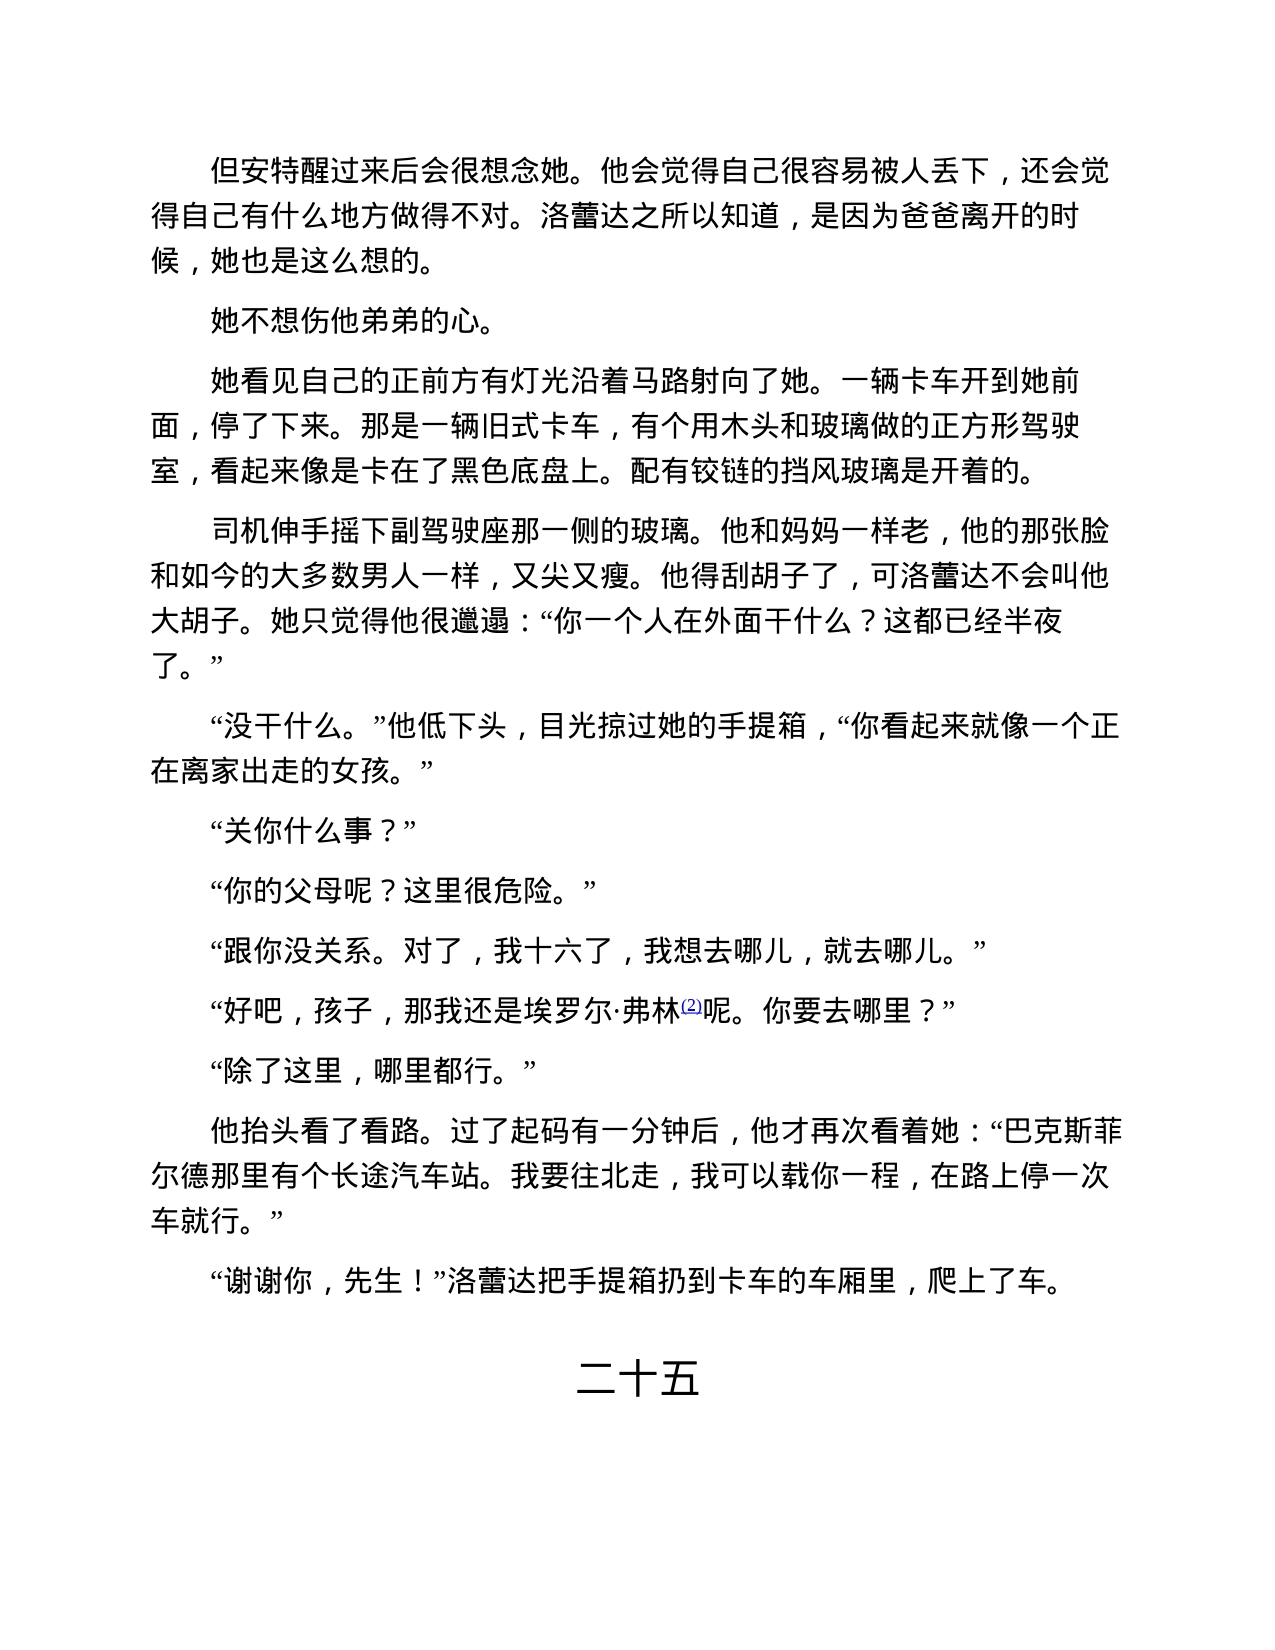 但安特醒过来后会很想念她。他会觉得自己很容易被人丢下，还会觉
得自己有什么地方做得不对。洛蕾达之所以知道，是因为爸爸离开的时
候，她也是这么想的。
她不想伤他弟弟的心。
她看见自己的正前方有灯光沿着马路射向了她。一辆卡车开到她前
面，停了下来。那是一辆旧式卡车，有个用木头和玻璃做的正方形驾驶
室，看起来像是卡在了黑色底盘上。配有铰链的挡风玻璃是开着的。
司机伸手摇下副驾驶座那一侧的玻璃。他和妈妈一样老，他的那张脸
和如今的大多数男人一样，又尖又瘦。他得刮胡子了，可洛蕾达不会叫他
大胡子。她只觉得他很邋遢：“你一个人在外面干什么？这都已经半夜
了。”
“没干什么。”他低下头，目光掠过她的手提箱，“你看起来就像一个正
在离家出走的女孩。”
“关你什么事？”
“你的父母呢？这里很危险。”
“跟你没关系。对了，我十六了，我想去哪儿，就去哪儿。”
“好吧，孩子，那我还是埃罗尔·弗林(2)呢。你要去哪里？”
“除了这里，哪里都行。”
他抬头看了看路。过了起码有一分钟后，他才再次看着她：“巴克斯菲
尔德那里有个长途汽车站。我要往北走，我可以载你一程，在路上停一次
车就行。”
“谢谢你，先生！”洛蕾达把手提箱扔到卡车的车厢里，爬上了车。
二十五